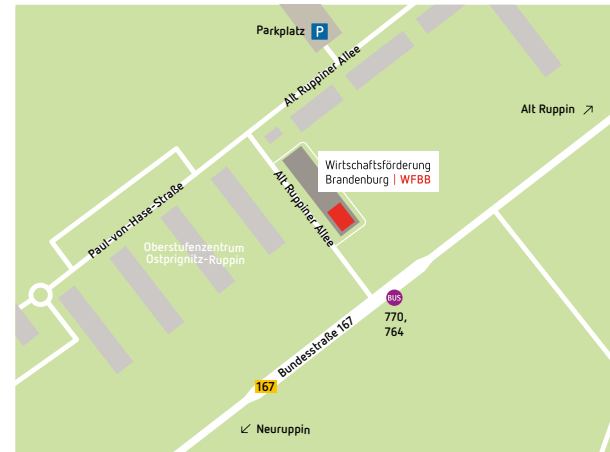 Parkplatz P
Alt Ruppiner Allee
Alt Ruppin ↗
Wirtschaftsförderung
Brandenburg | WFBB
Alt Ruppiner Allee
Paul-von-Hase-Straße
Oberstufenzentrum
Ostprignitz-Ruppin
BUS
770,
764
Bundesstraße 167
167
↙ Neuruppin